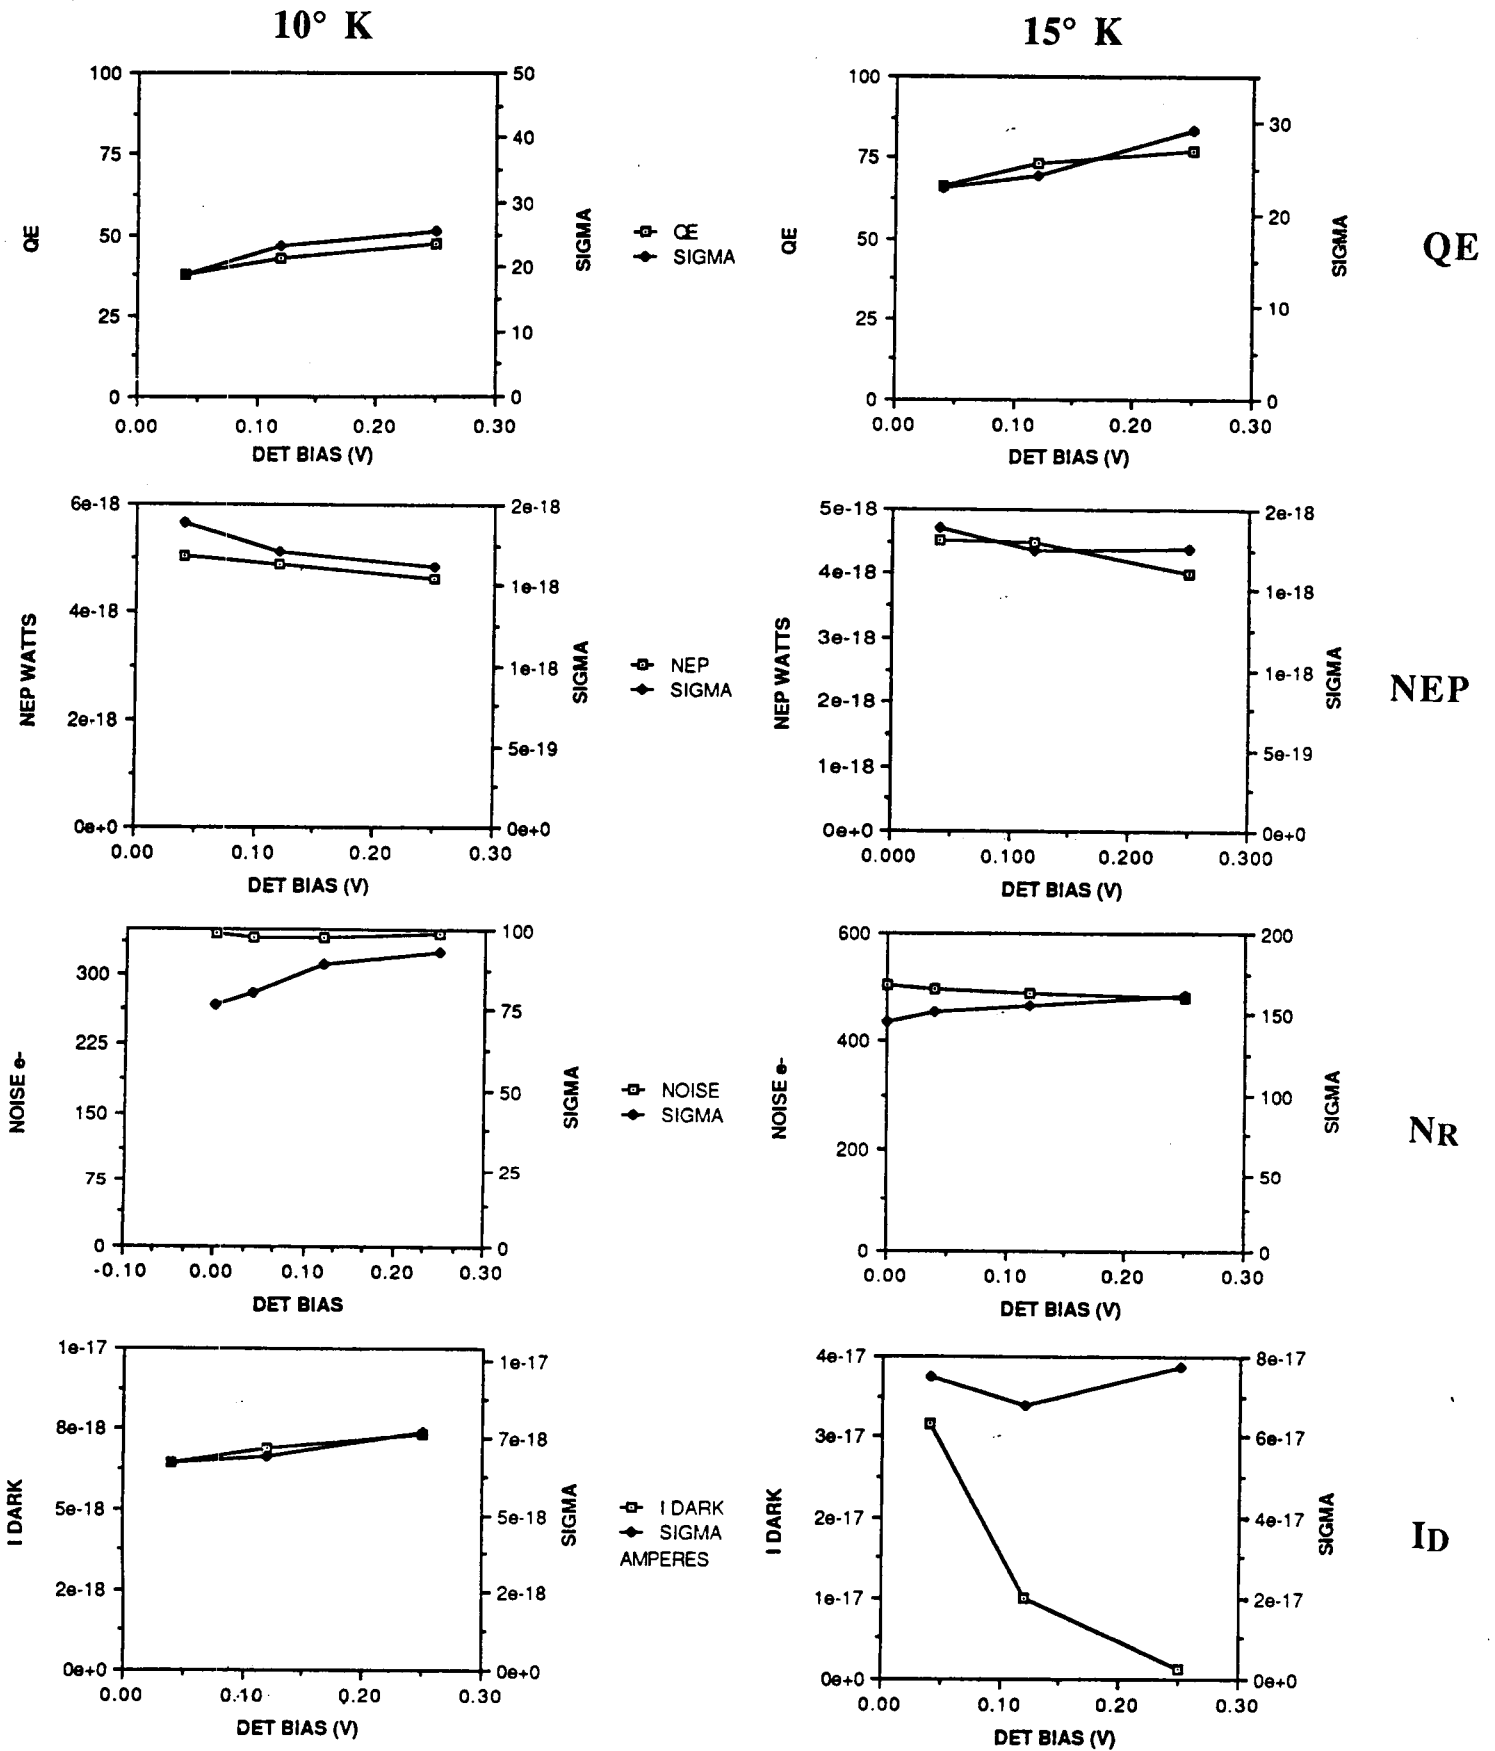 10° K
15° K
100
75
50
25
0
QE
50
40
30
20
10
0
SIGMA
0.00 0.10 0.20 0.30
DET BIAS (V)
QE
SIGMA
100
75
50
25
0
QE
30
20
10
0
SIGMA
0.00 0.10 0.20 0.30
DET BIAS (V)
QE
6e-18
4e-18
2e-18
0e+0
NEP WATTS
2e-18
1e-18
1e-18
5e-19
0e+0
SIGMA
0.00 0.10 0.20 0.30
DET BIAS (V)
NEP
SIGMA
5e-18
4e-18
3e-18
2e-18
1e-18
0e+0
NEP WATTS
2e-18
1e-18
1e-18
5e-19
0e+0
SIGMA
0.000 0.100 0.200 0.300
DET BIAS (V)
NEP
300
225
150
75
0
NOISE e-
100
75
50
25
0
SIGMA
-0.10 0.00 0.10 0.20 0.30
DET BIAS
NOISE
SIGMA
600
400
200
0
NOISE e-
200
150
100
50
0
SIGMA
0.00 0.10 0.20 0.30
DET BIAS (V)
NR
1e-17
8e-18
5e-18
2e-18
0e+0
I DARK
1e-17
7e-18
5e-18
2e-18
0e+0
SIGMA
0.00 0.10 0.20 0.30
DET BIAS (V)
I DARK
SIGMA
AMPERES
4e-17
3e-17
2e-17
1e-17
0e+0
I DARK
8e-17
6e-17
4e-17
2e-17
0e+0
SIGMA
0.00 0.10 0.20 0.30
DET BIAS (V)
ID